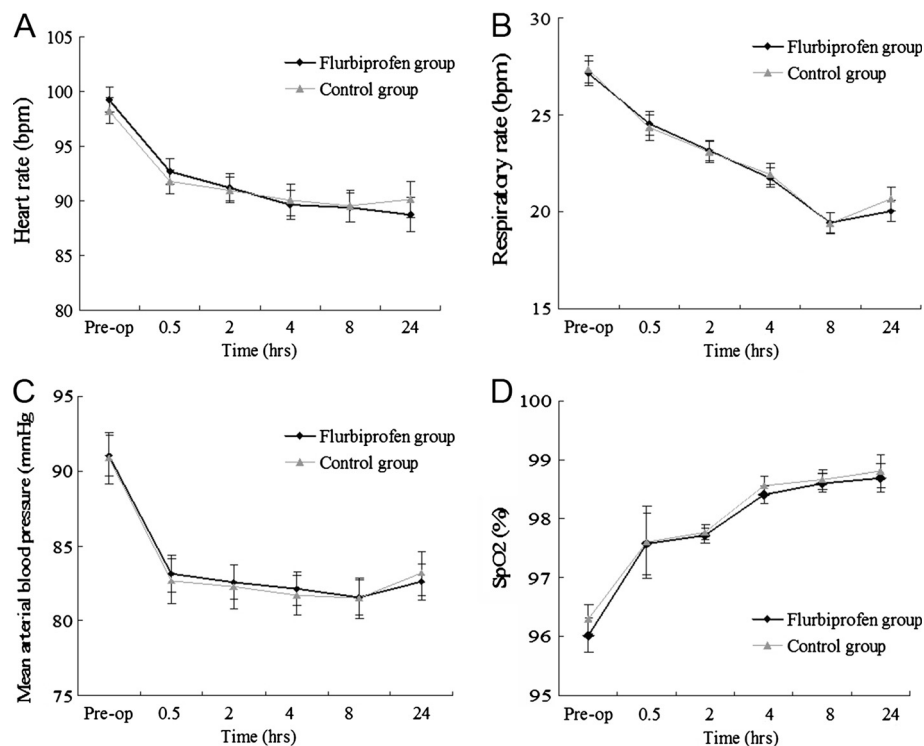 A
105
100
95
90
85
80
Heart rate (bpm)
Flurbiprofen group
Control group
Pre-op 0.5 2 4 8 24
Time (hrs)
B
30
25
20
15
Respiratory rate (bpm)
Flurbiprofen group
Control group
Pre-op 0.5 2 4 8 24
Time (hrs)
C
95
90
85
80
75
Mean arterial blood pressure (mmHg
Flurbiprofen group
Control group
Pre-op 0.5 2 4 8 24
Time (hrs)
D
100
99
98
97
96
95
SpO2 (%)
Flurbiprofen group
Control group
Pre-op 0.5 2 4 8 24
Time (hrs)